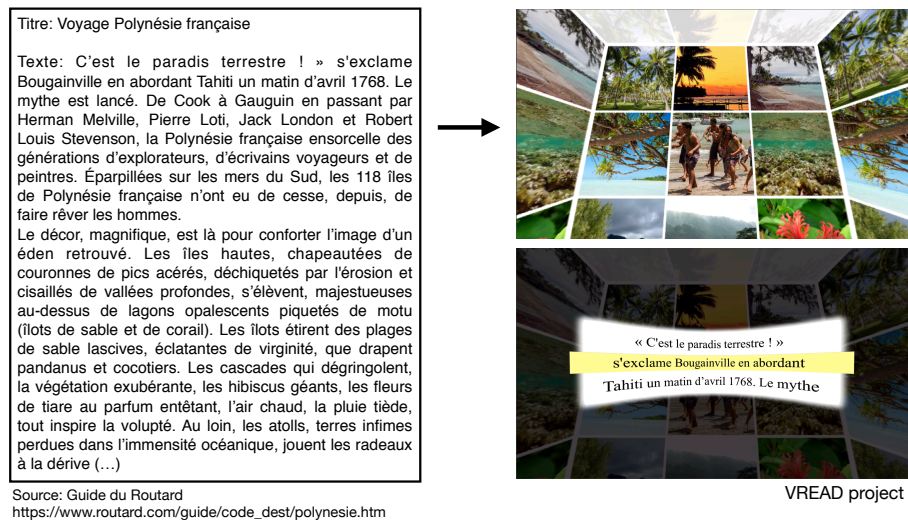 Titre: Voyage Polynésie française
Texte: C'est le paradis terrestre ! » s'exclame
Bougainville en abordant Tahiti un matin d'avril 1768. Le
mythe est lancé. De Cook à Gauguin en passant par
Herman Melville, Pierre Loti, Jack London et Robert
Louis Stevenson, la Polynésie française ensorcelle des
générations d'explorateurs, d'écrivains voyageurs et de
peintres. Éparpillées sur les mers du Sud, les 118 îles
de Polynésie française n'ont eu de cesse, depuis, de
faire rêver les hommes.
Le décor, magnifique, est là pour conforter l'image d'un
éden retrouvé. Les îles hautes, chapeautées de
couronnes de pics acérés, déchiquetés par l'érosion et
cisaillés de vallées profondes, s'élèvent, majestueuses
au-dessus de lagons opalescents piquetés de motu
(îlots de sable et de corail). Les îlots étirent des plages
de sable lascives, éclatantes de virginité, que drapent
pandanus et cocotiers. Les cascades qui dégringolent,
la végétation exubérante, les hibiscus géants, les fleurs
de tiare au parfum entêtant, l'air chaud, la pluie tiède,
tout inspire la volupté. Au loin, les atolls, terres infimes
perdues dans l'immensité océanique, jouent les radeaux
à la dérive (…)
Source: Guide du Routard
https://www.routard.com/guide/code_dest/polynesie.htm
« C'est le paradis terrestre ! »
s'exclame Bougainville en abordant
Tahiti un matin d'avril 1768. Le mythe
VREAD project